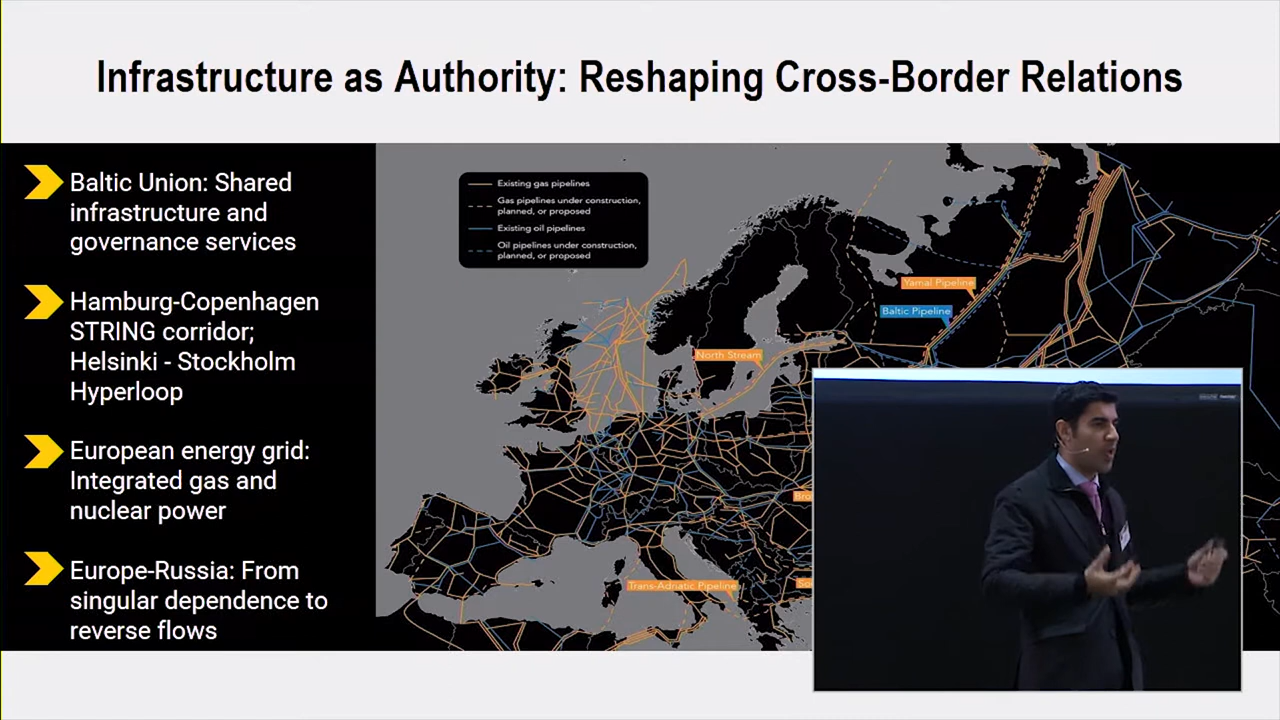 Infrastructure as Authority: Reshaping Cross-Border Relations
Baltic Union: Shared
infrastructure and
governance services
Hamburg-Copenhagen
STRING corridor;
Helsinki - Stockholm
Hyperloop
European energy grid:
Integrated gas and
nuclear power
Europe-Russia: From
singular dependence to
reverse flows
Existing gas pipelines
Gas pipelines under construction,
planned, or proposed
Existing oil pipelines
Oil pipelines under construction,
planned, or proposed
Yamal Pipeline
Baltic Pipeline
North Stream
Trans-Adriatic Pipeline